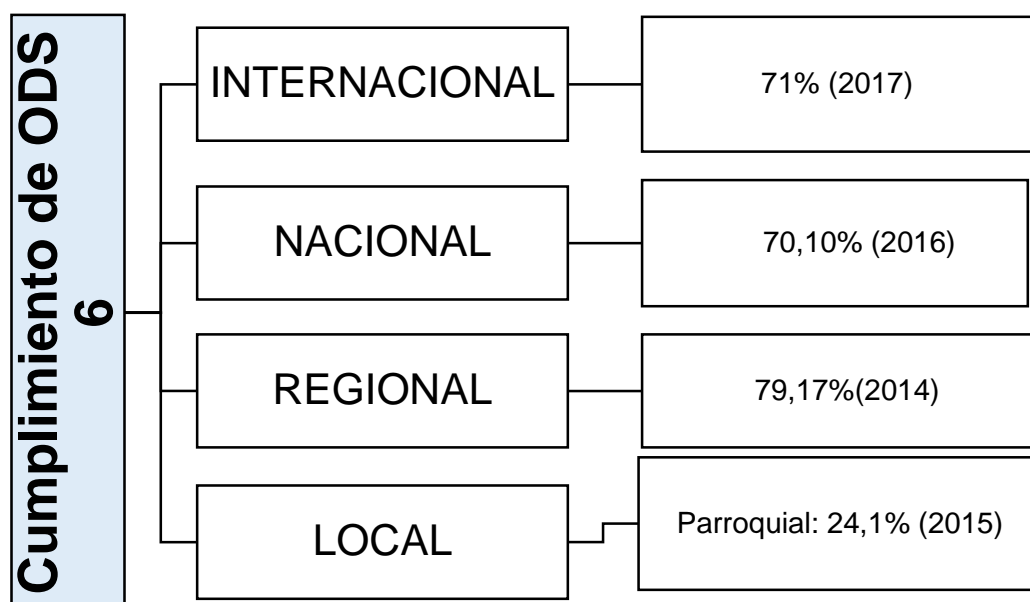 Cumplimiento de ODS
6
INTERNACIONAL
71% (2017)
NACIONAL
70,10% (2016)
REGIONAL
79,17%(2014)
LOCAL
Parroquial: 24,1% (2015)